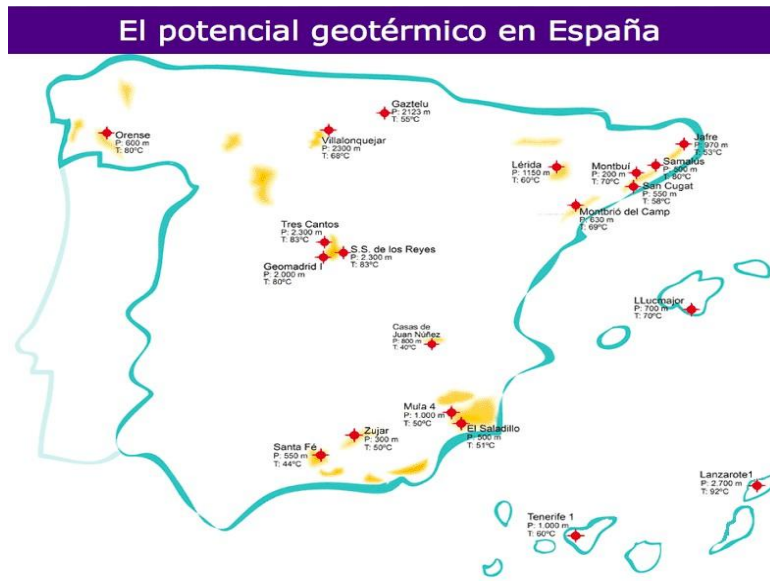 El potencial geotérmico en España
Gaztelu
P: 2123 m
T: 55ºC
Orense
P: 600 m
T: 80ºC
Villalonquejar
P: 2300 m
T: 68ºC
Jafre
P: 970 m
T: 53ºC
Lérida
P: 1150 m
T: 60ºC
Montbuí
P: 200 m
T: 70ºC
Samalús
P: 800 m
T: 80ºC
San Cugat
P: 550 m
T: 58ºC
Montbrió del Camp
P: 630 m
T: 69ºC
Tres Cantos
P: 2.300 m
T: 83ºC
S.S. de los Reyes
P: 2.300 m
T: 83ºC
Geomadrid I
P: 2.000 m
T: 80ºC
LLucmajor
P: 700 m
T: 70ºC
Casas de
Juan Núñez
P: 800 m
T: 40ºC
Mula 4
P: 1.000 m
T: 50ºC
El Saladillo
P: 500 m
T: 51ºC
Zujar
P: 300 m
T: 50ºC
Santa Fé
P: 550 m
T: 44ºC
Lanzarote1
P: 2.700 m
T: 92ºC
Tenerife 1
P: 1.000 m
T: 60ºC